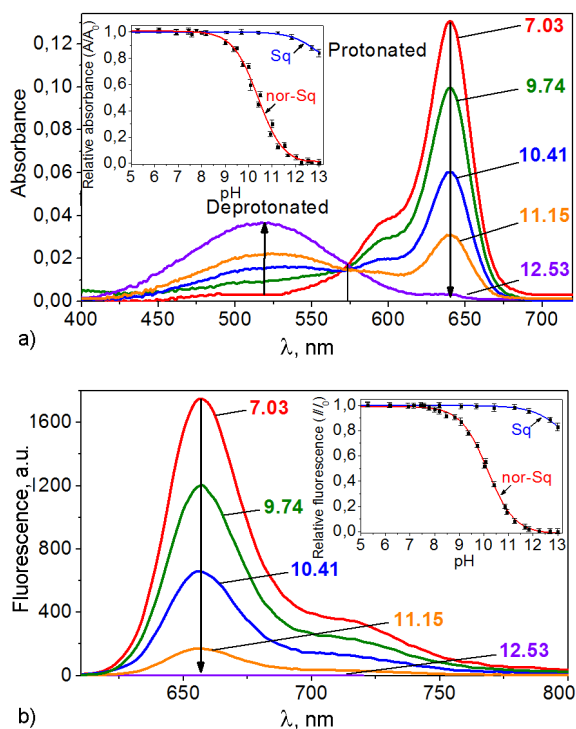 Relative absorbance (A/A0)
1,0
0,8
0,6
0,4
0,2
0,0
5 6 7 8 9 10 11 12 13
pH
Sq
nor-Sq
Protonated
7.03
9.74
10.41
11.15
12.53
Deprotonated
Absorbance
0,12
0,09
0,06
0,04
0,02
0,00
400 450 500 550 600 650 700
λ, nm
a)
Fluorescence, a.u.
1600
1200
800
400
0
7.03
9.74
10.41
11.15
12.53
Relative fluorescence (I/I0)
1,0
0,8
0,6
0,4
0,2
0,0
5 6 7 8 9 10 11 12 13
pH
Sq
nor-Sq
650 700 750 800
λ, nm
b)